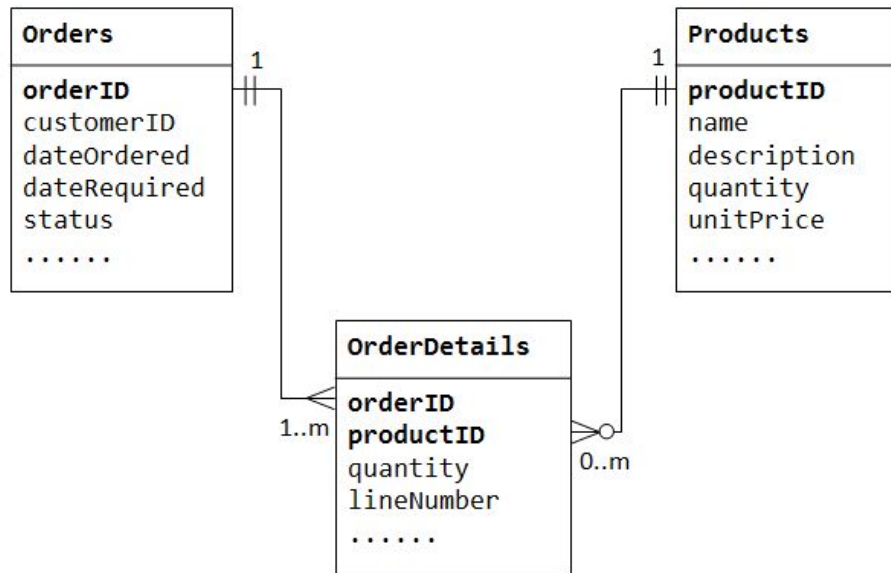 Orders
orderID
customerID
dateOrdered
dateRequired
status
......
1
Products
productID
name
description
quantity
unitPrice
......
1
OrderDetails
orderID
productID
quantity
lineNumber
......
1..m
0..m